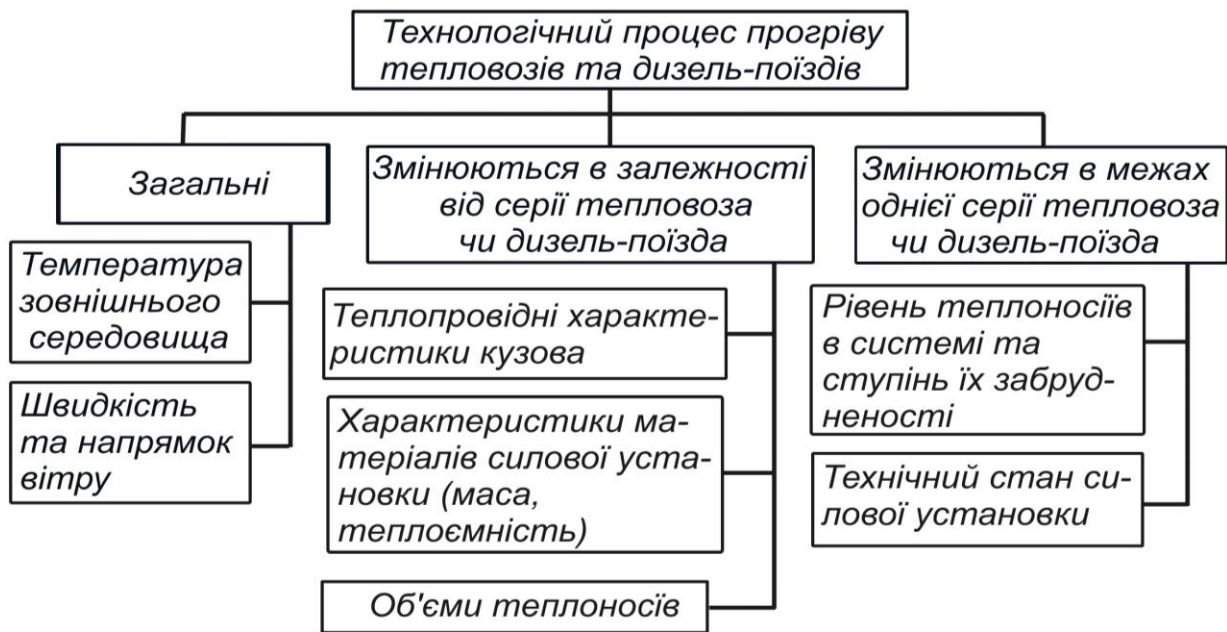 Технологічний процес прогріву
тепловозів та дизель-поїздів
Загальні
Температура
зовнішнього
середовища
Швидкість
та напрямок
вітру
Змінюються в залежності
від серії тепловоза
чи дизель-поїзда
Теплопровідні характе-
ристики кузова
Характеристики ма-
теріалів силової уста-
новки (маса,
теплоємність)
Об'єми теплоносїв
Змінюються в межах
однієї серії тепловоза
чи дизель-поїзда
Рівень теплоносіїв
в системі та
ступінь їх забруд-
неності
Технічний стан си-
лової установки